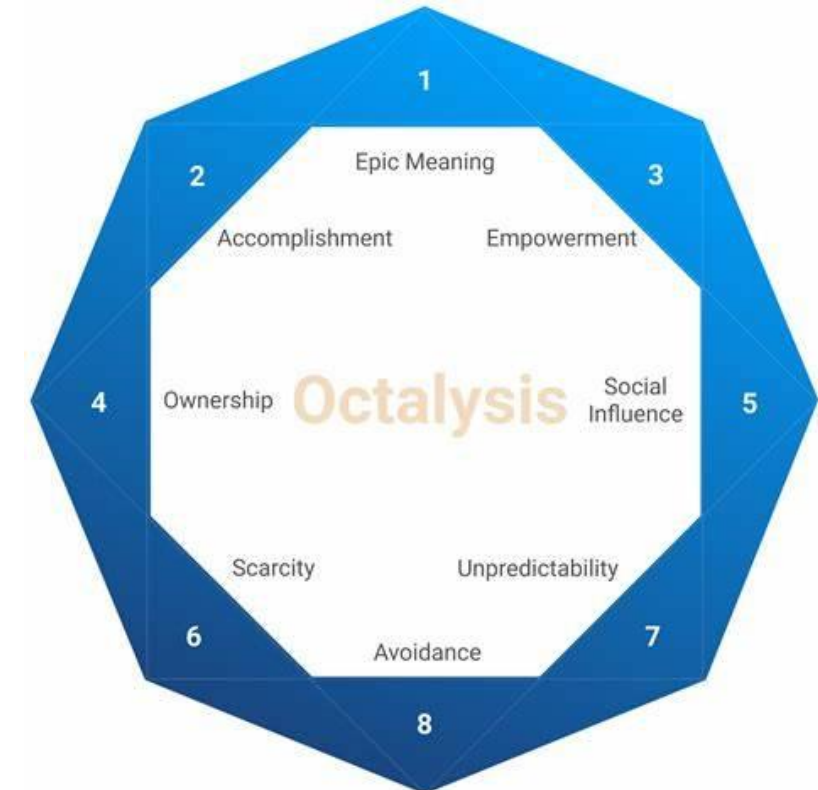 1
Epic Meaning
2
3
Accomplishment
Empowerment
4
Ownership
Octalysis
Social
Influence
5
Scarcity
Unpredictability
6
7
Avoidance
8